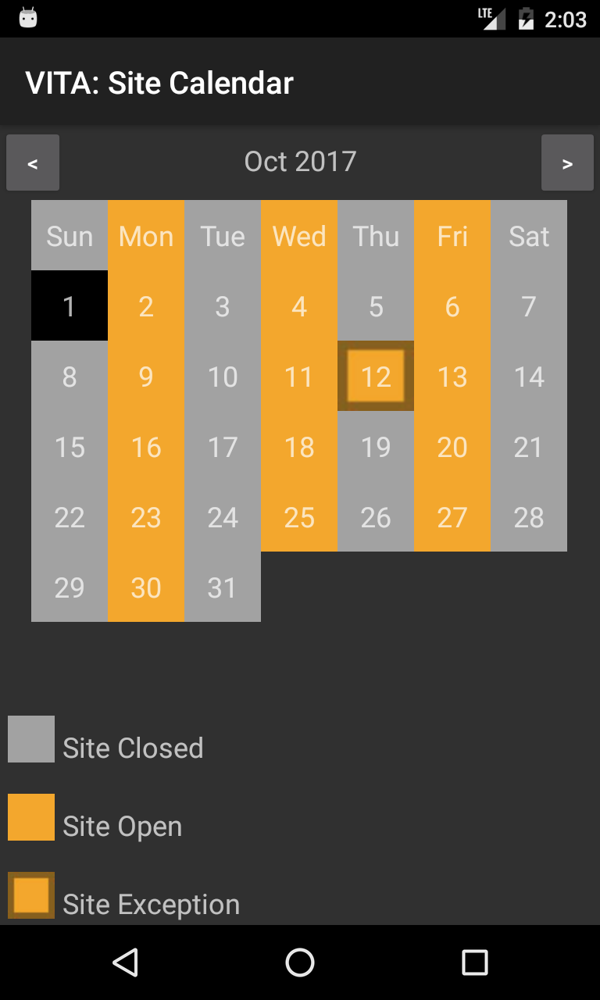 LTE 2:03
VITA: Site Calendar
< Oct 2017 >
Sun Mon Tue Wed Thu Fri Sat
1 2 3 4 5 6 7
8 9 10 11 12 13 14
15 16 17 18 19 20 21
22 23 24 25 26 27 28
29 30 31
Site Closed
Site Open
Site Exception